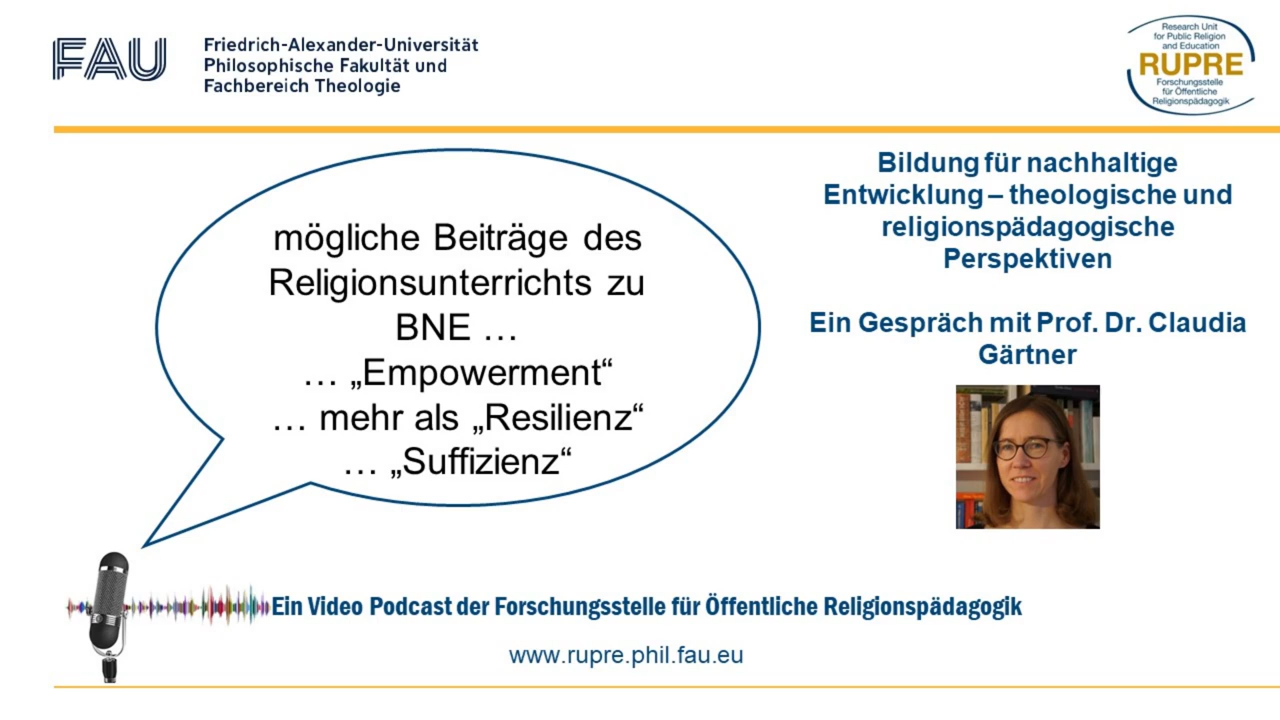 FAU
Friedrich-Alexander-Universität
Philosophische Fakultät und
Fachbereich Theologie
Research Unit
for Public Religion
and Education
RUPRE
Forschungsstelle
für Öffentliche
Religionspädagogik
mögliche Beiträge des
Religionsunterrichts zu
BNE …
… „Empowerment“
… mehr als „Resilienz“
… „Suffizienz“
Bildung für nachhaltige
Entwicklung – theologische und
religionspädagogische
Perspektiven
Ein Gespräch mit Prof. Dr. Claudia
Gärtner
Ein Video Podcast der Forschungsstelle für Öffentliche Religionspädagogik
www.rupre.phil.fau.eu